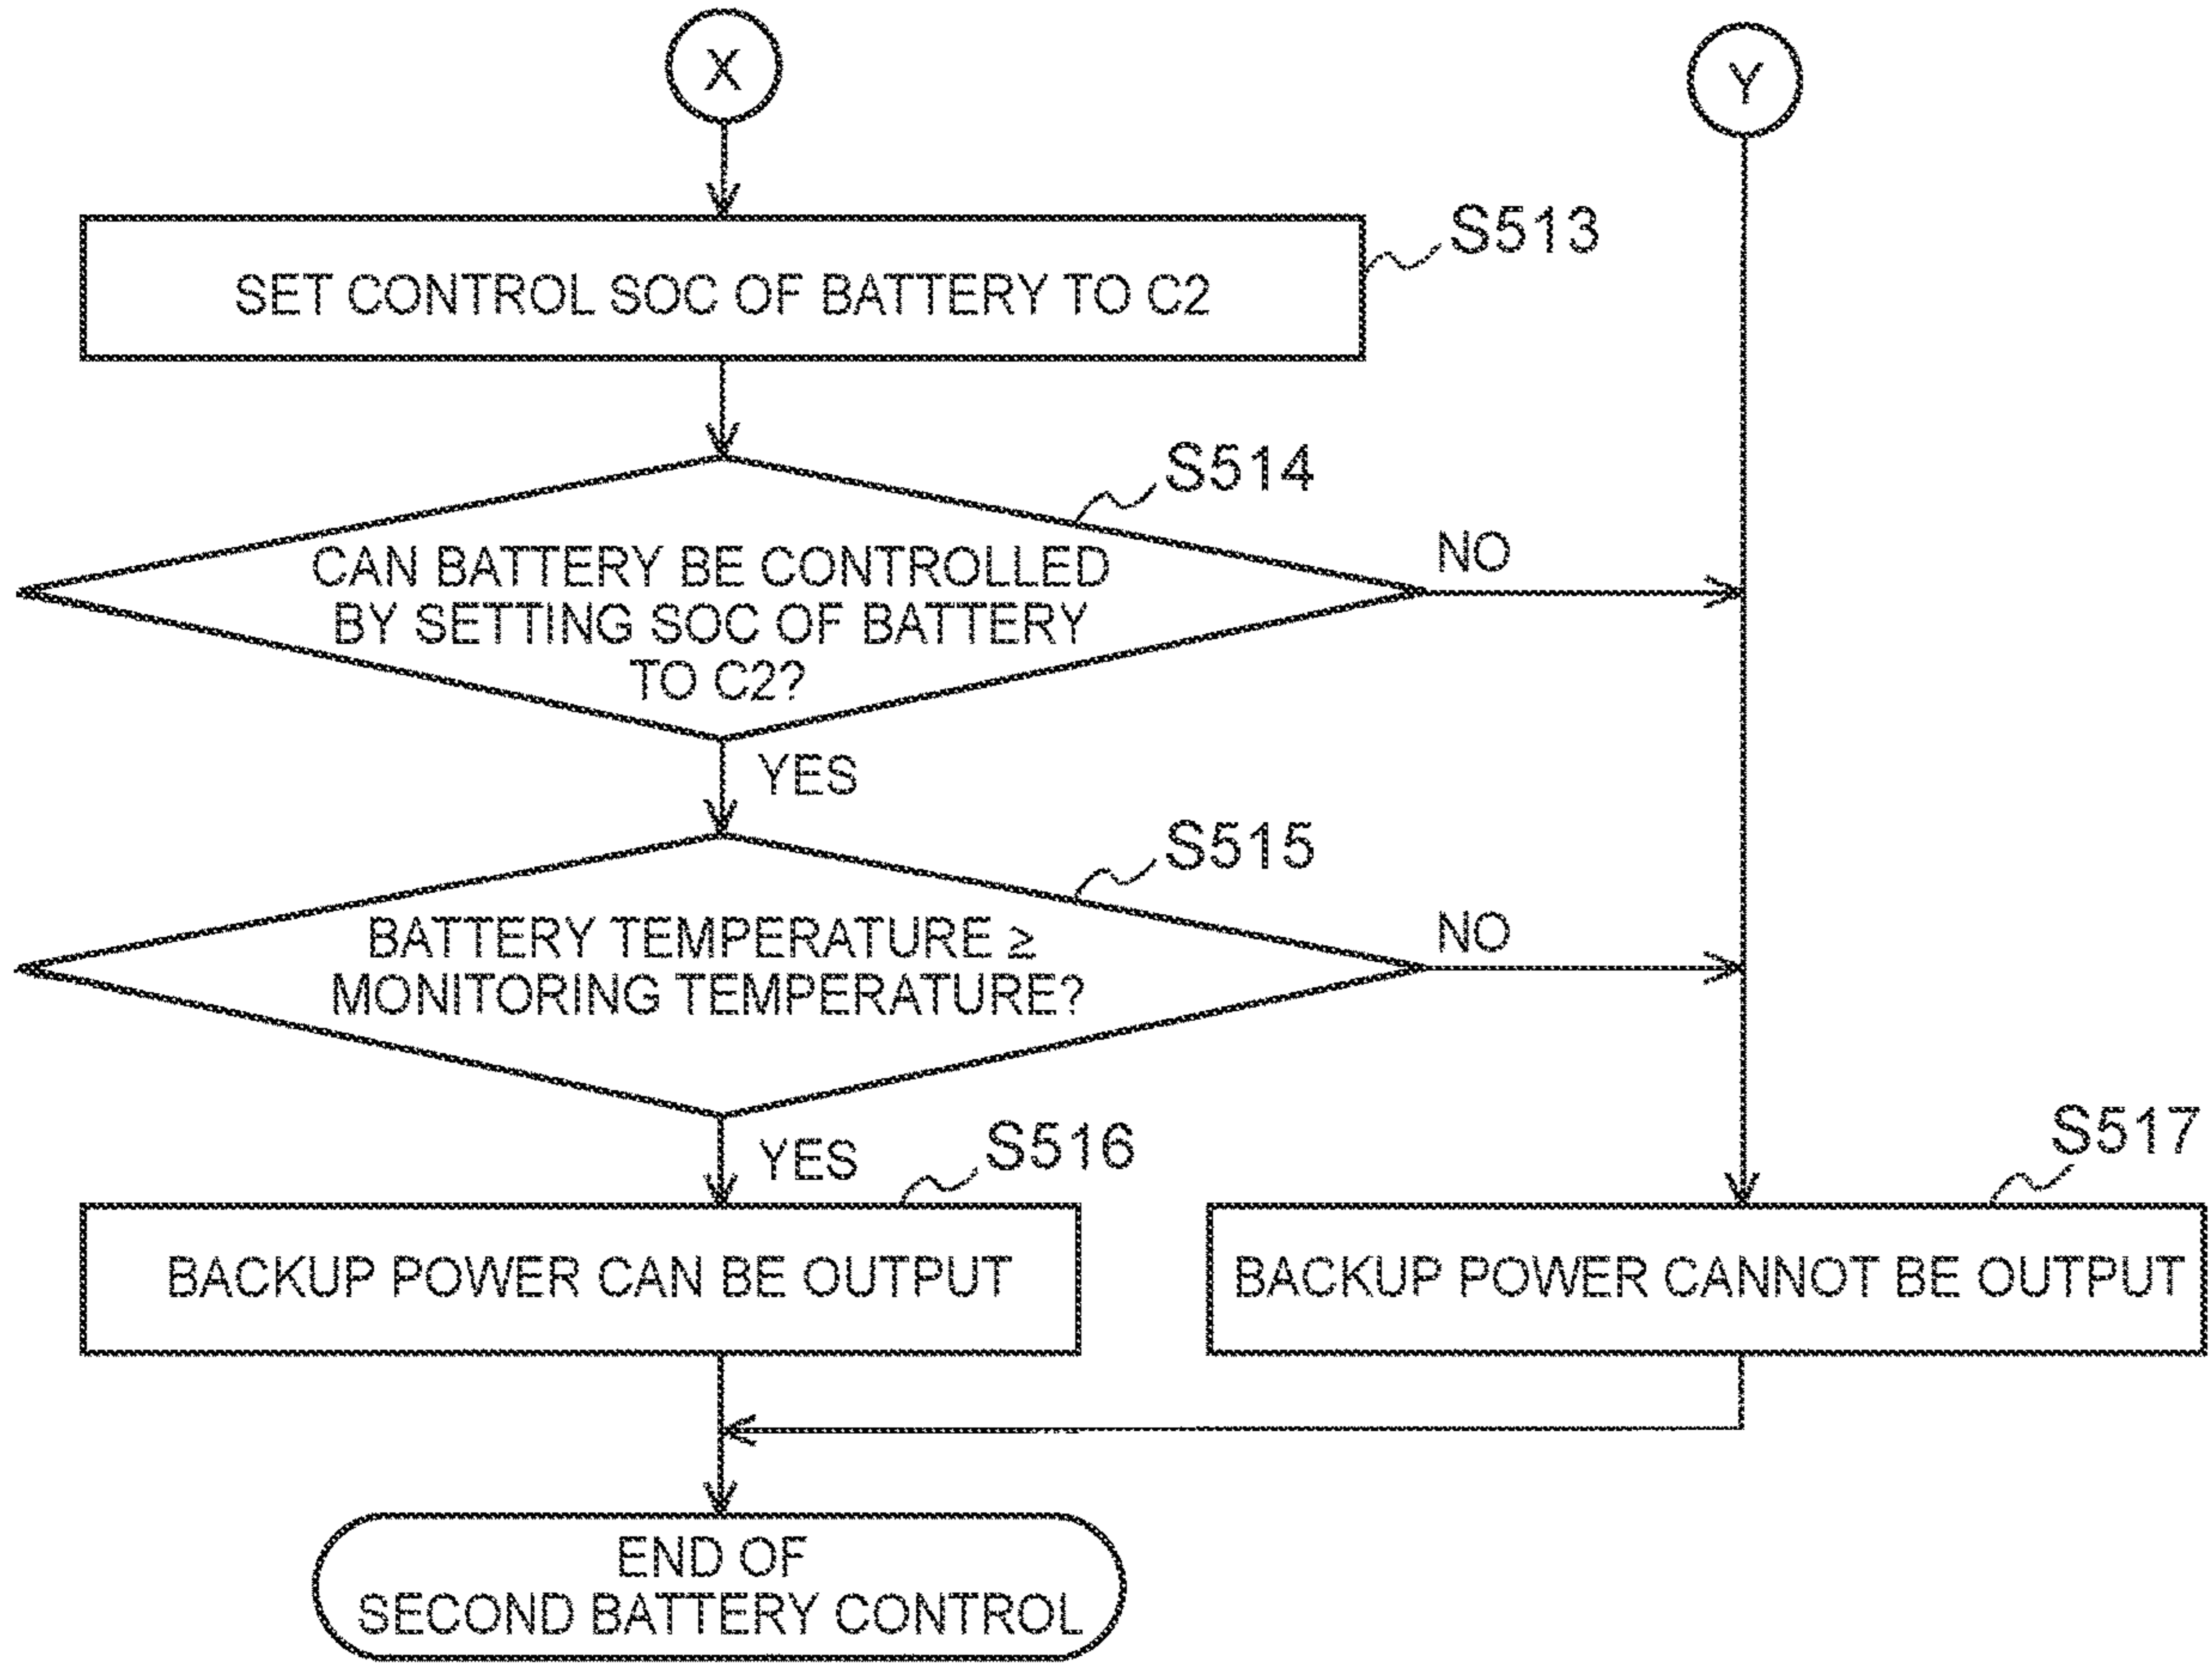 X
Y
S513
SET CONTROL SOC OF BATTERY TO C2
S514
CAN BATTERY BE CONTROLLED
BY SETTING SOC OF BATTERY
TO C2?
NO
YES
S515
BATTERY TEMPERATURE ≥
MONITORING TEMPERATURE?
NO
YES
S516
BACKUP POWER CAN BE OUTPUT
S517
BACKUP POWER CANNOT BE OUTPUT
END OF
SECOND BATTERY CONTROL